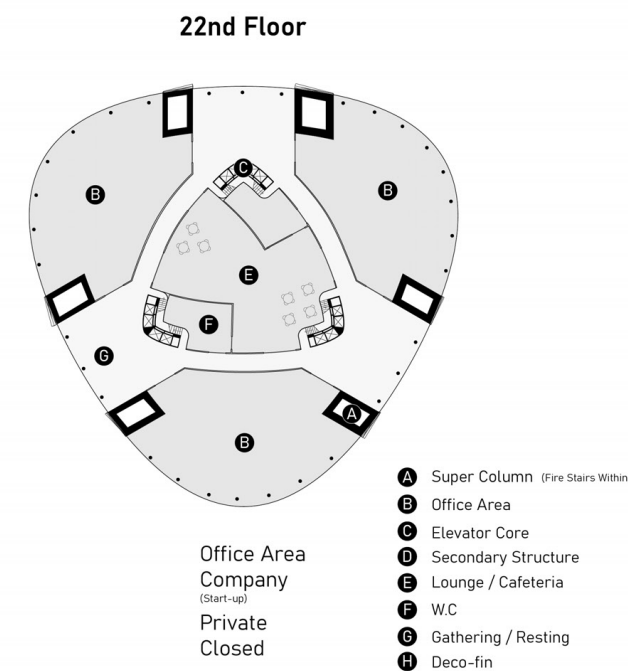 22nd Floor
C
B
B
E
F
G
A
B
A Super Column (Fire Stairs Within
B Office Area
C Elevator Core
D Secondary Structure
E Lounge / Cafeteria
F W.C
G Gathering / Resting
H Deco-fin
Office Area
Company
(Start-up)
Private
Closed